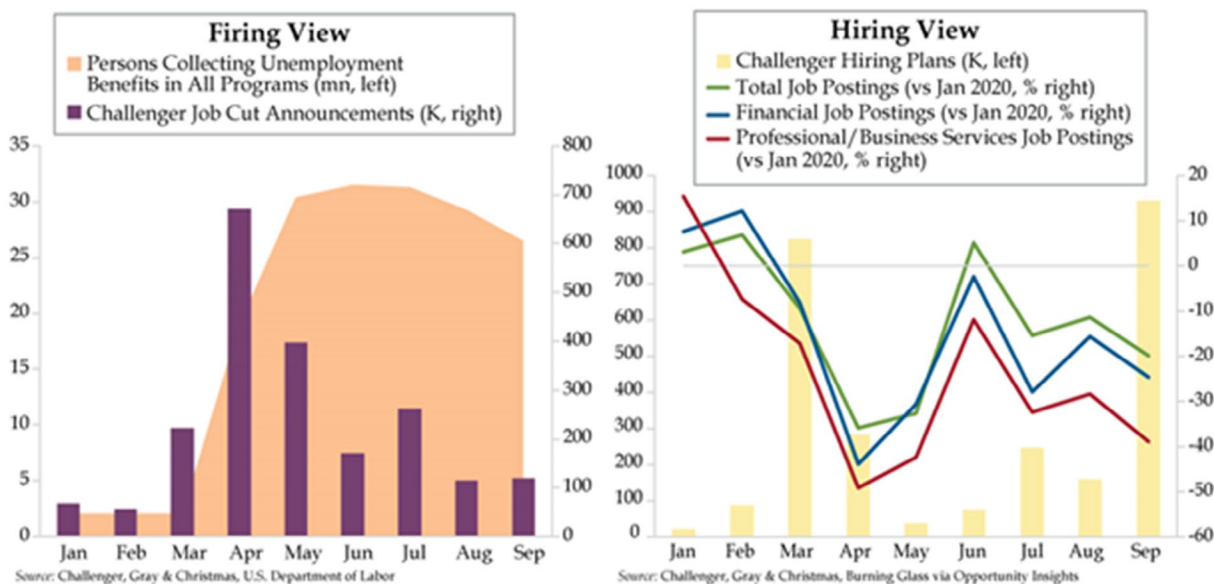 Firing View
Persons Collecting Unemployment
Benefits in All Programs (mn, left)
Challenger Job Cut Announcements (K, right)
35
30
25
20
15
10
5
0
800
700
600
500
400
300
200
100
0
Jan Feb Mar Apr May Jun Jul Aug Sep
Source: Challenger, Gray & Christmas, U.S. Department of Labor
Hiring View
Challenger Hiring Plans (K, left)
Total Job Postings (vs Jan 2020, % right)
Financial Job Postings (vs Jan 2020, % right)
Professional/Business Services Job Postings
(vs Jan 2020, % right)
1000
900
800
700
600
500
400
300
200
100
0
20
10
0
-10
-20
-30
-40
-50
-60
Jan Feb Mar Apr May Jun Jul Aug Sep
Source: Challenger, Gray & Christmas, Burning Glass via Opportunity Insights